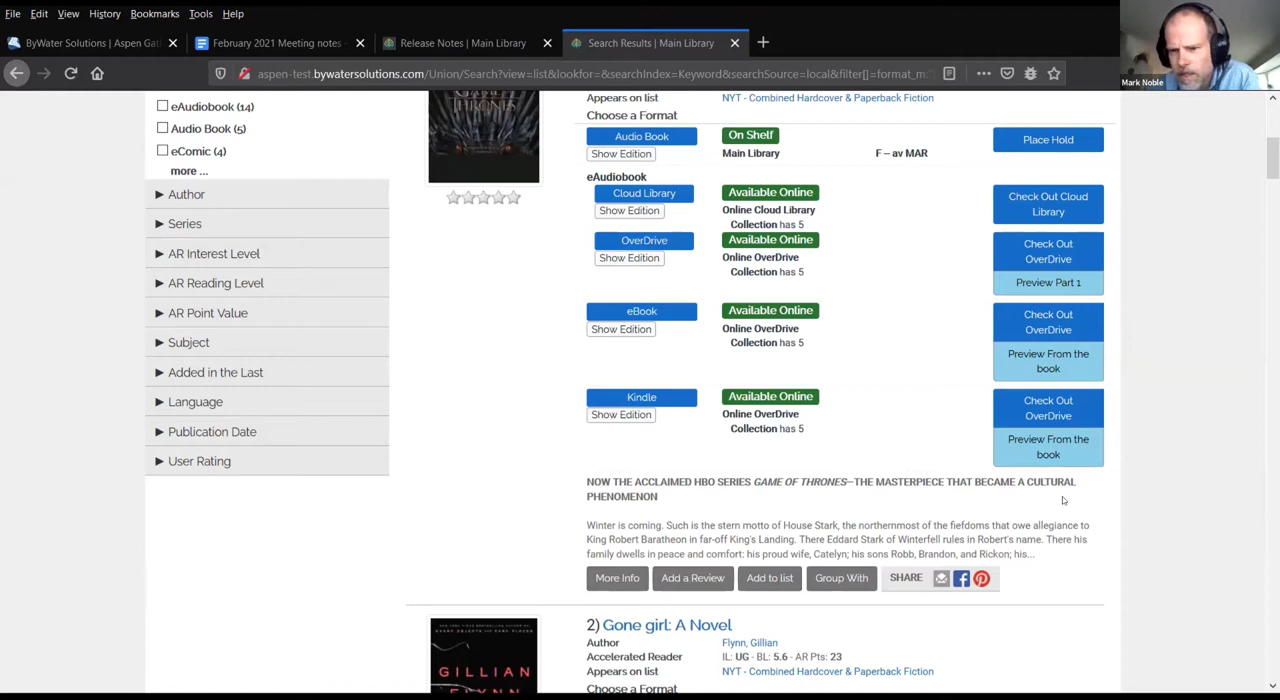 File Edit View History Bookmarks Tools Help
ByWater Solutions | Aspen Gat
February 2021 Meeting notes -
Release Notes | Main Library
Search Results | Main Library
aspen-test.bywatersolutions.com/Union/Search?view=list&lookfor=&searchIndex=Keyword&searchSource=local&filter[]=format_m
Mark Noble
eAudiobook (14)
Audio Book (5)
eComic (4)
more ...
Author
Series
AR Interest Level
AR Reading Level
AR Point Value
Subject
Added in the Last
Language
Publication Date
User Rating
THRONES
Appears on list NYT - Combined Hardcover & Paperback Fiction
Choose a Format
Audio Book On Shelf Place Hold
Show Edition Main Library F – av MAR
eAudiobook
Cloud Library Available Online Check Out Cloud
Show Edition Online Cloud Library Library
Collection has 5
OverDrive Available Online Check Out
Show Edition Online OverDrive OverDrive
Collection has 5 Preview Part 1
eBook Available Online Check Out
Show Edition Online OverDrive OverDrive
Collection has 5 Preview From the
book
Kindle Available Online Check Out
Show Edition Online OverDrive OverDrive
Collection has 5 Preview From the
book
NOW THE ACCLAIMED HBO SERIES GAME OF THRONES—THE MASTERPIECE THAT BECAME A CULTURAL
PHENOMENON
Winter is coming. Such is the stern motto of House Stark, the northernmost of the fiefdoms that owe allegiance to
King Robert Baratheon in far-off King's Landing. There Eddard Stark of Winterfell rules in Robert's name. There his
family dwells in peace and comfort: his proud wife, Catelyn; his sons Robb, Brandon, and Rickon; his...
More Info Add a Review Add to list Group With SHARE
2) Gone girl: A Novel
Author Flynn, Gillian
Accelerated Reader IL: UG - BL: 5.6 - AR Pts: 23
Appears on list NYT - Combined Hardcover & Paperback Fiction
Choose a Format
GILLIAN
FLYNN